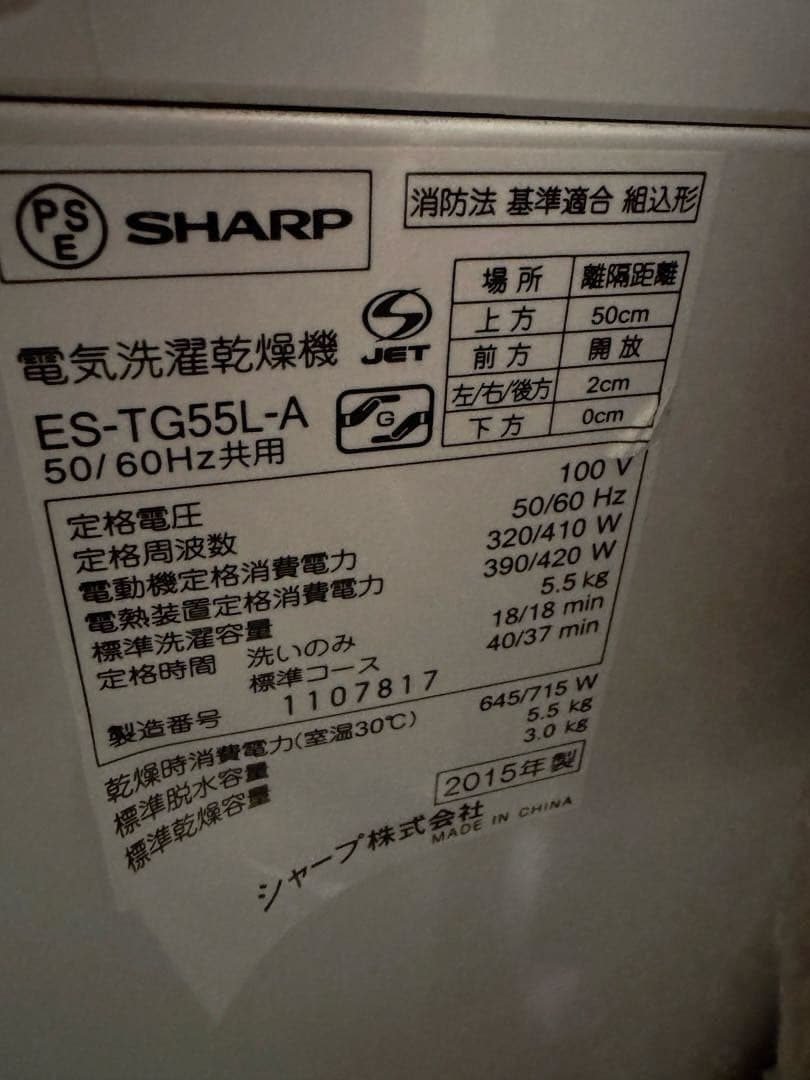 PSE SHARP
消防法 基準適合 組込形
場所 離隔距離
上方 50cm
前方 開放
左/右/後方 2cm
下方 0cm
電気洗濯乾燥機
JET
ES-TG55L-A
G
50/60Hz共用
定格電圧 100 V
定格周波数 50/60 Hz
電動機定格消費電力 320/410 W
電熱装置定格消費電力 390/420 W
標準洗濯容量 5.5 kg
定格時間 洗いのみ 18/18 min
標準コース 40/37 min
製造番号 1107817
乾燥時消費電力(室温30℃) 645/715 W
標準脱水容量 5.5 kg
標準乾燥容量 3.0 kg
2015年製
シャープ株式会社
MADE IN CHINA